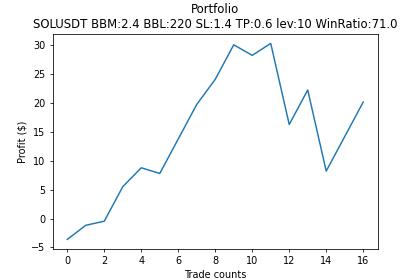 Portfolio
SOLUSDT BBM:2.4 BBL:220 SL:1.4 TP:0.6 lev:10 WinRatio:71.0
30
25
20
15
10
5
0
−5
Profit ($)
0 2 4 6 8 10 12 14 16
Trade counts